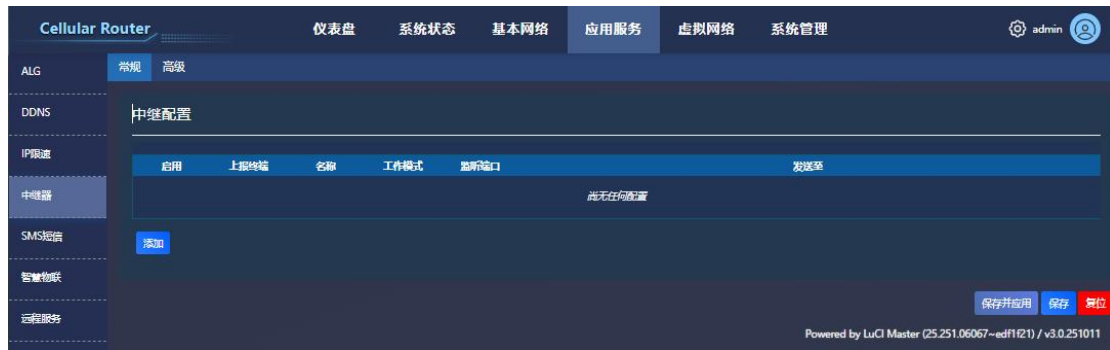 Cellular Router 仪表盘 系统状态 基本网络 应用服务 虚拟网络 系统管理 admin
ALG
DDNS
IP限速
中继器
SMS短信
智慧物联
远程服务
常规 高级
中继配置
启用 上报终端 名称 工作模式 监听端口 发送至
尚无任何配置
添加
保存并应用 保存 复位
Powered by LuCI Master (25.251.06067~edf1f21) / v3.0.251011